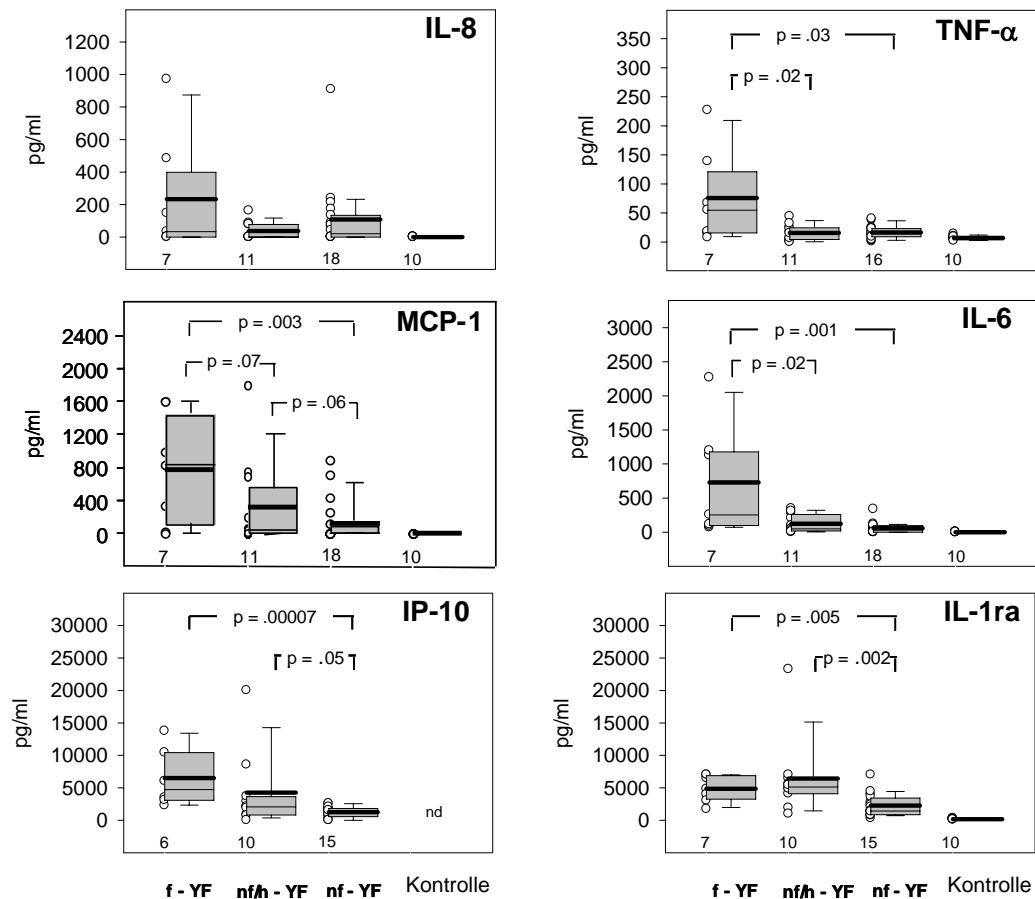 IL-8
1200
1000
800
600
400
200
0
pg/ml
7 11 18 10
TNF-α
p = .03
p = .02
350
300
250
200
150
100
50
0
pg/ml
7 11 16 10
MCP-1
p = .003
p = .07
p = .06
2400
2000
1600
1200
800
400
0
pg/ml
7 11 18 10
IL-6
p = .001
p = .02
3000
2500
2000
1500
1000
500
0
pg/ml
7 11 18 10
IP-10
p = .00007
p = .05
30000
25000
20000
15000
10000
5000
0
pg/ml
nd
6 10 15
f - YF nf/h - YF nf - YF Kontrolle
IL-1ra
p = .005
p = .002
30000
25000
20000
15000
10000
5000
0
pg/ml
7 10 15 10
f - YF nf/h - YF nf - YF Kontrolle